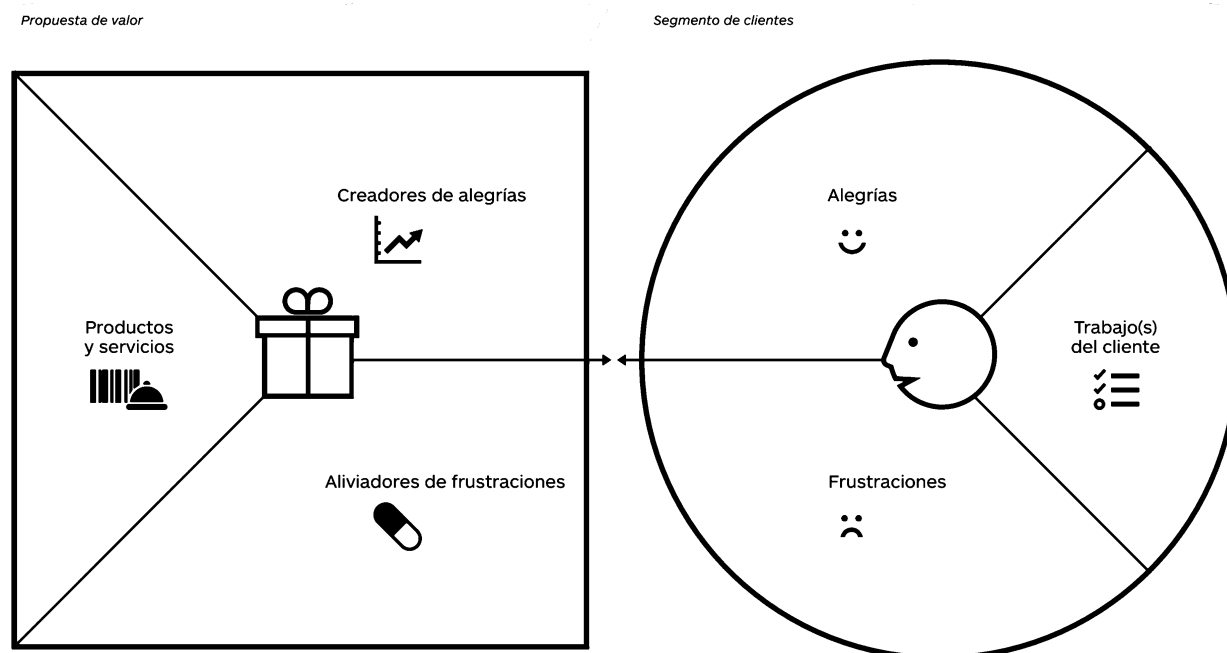 Propuesta de valor
Segmento de clientes
Creadores de alegrías
Productos
y servicios
Aliviadores de frustraciones
Alegrías
Trabajo(s)
del cliente
Frustraciones